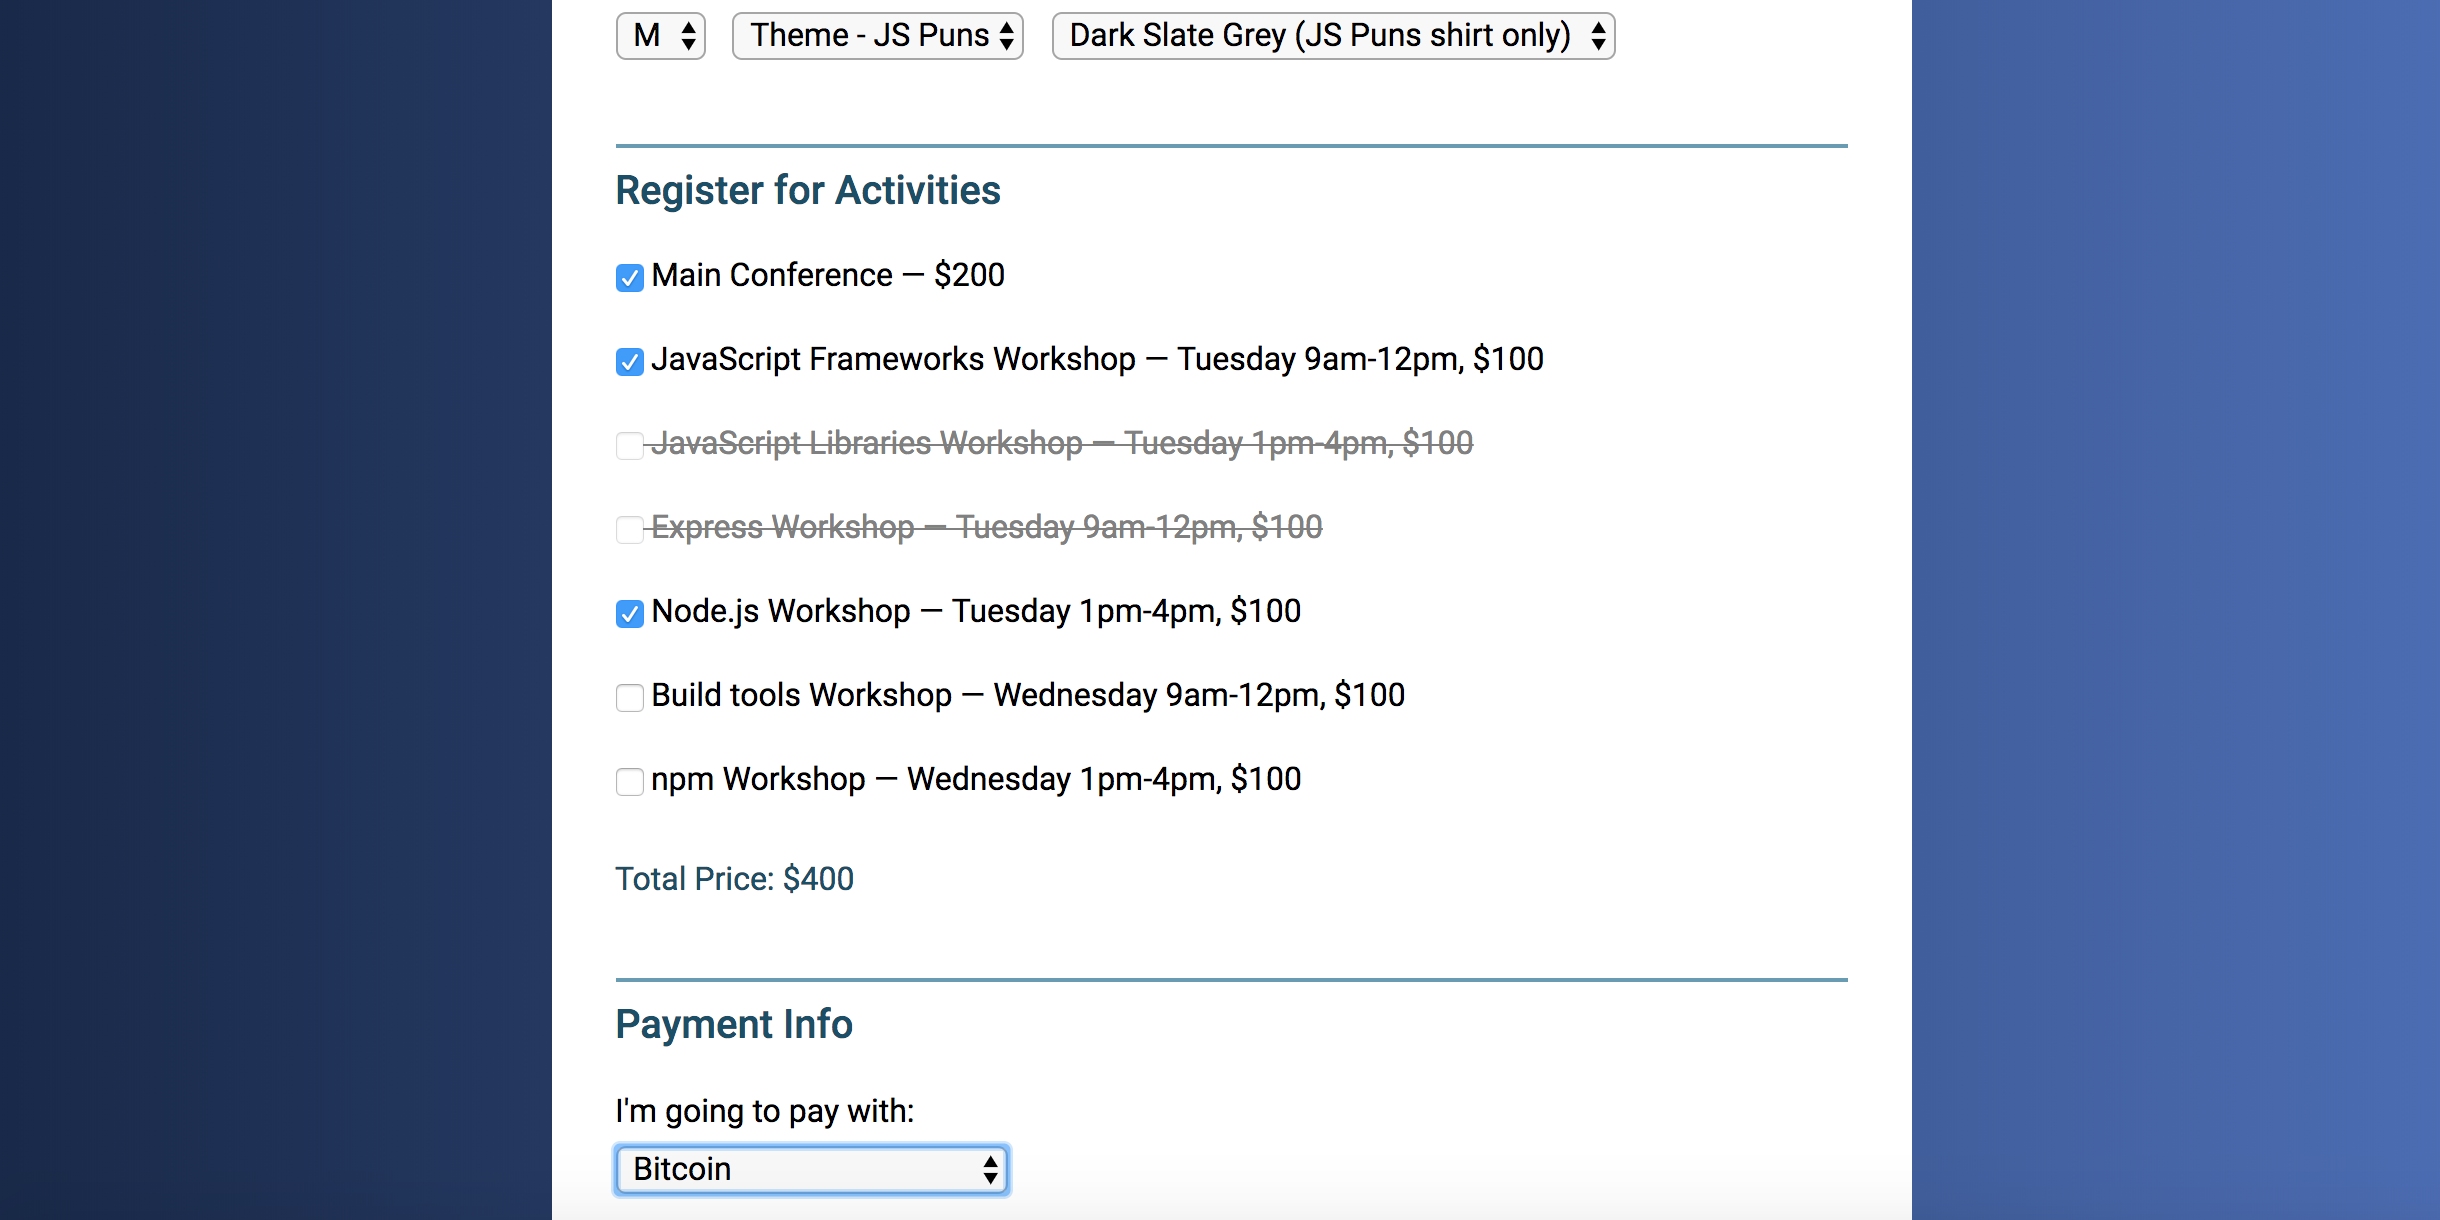 M Theme - JS Puns Dark Slate Grey (JS Puns shirt only)
Register for Activities
Main Conference — $200
JavaScript Frameworks Workshop — Tuesday 9am-12pm, $100
JavaScript Libraries Workshop — Tuesday 1pm-4pm, $100
Express Workshop — Tuesday 9am-12pm, $100
Node.js Workshop — Tuesday 1pm-4pm, $100
Build tools Workshop — Wednesday 9am-12pm, $100
npm Workshop — Wednesday 1pm-4pm, $100
Total Price: $400
Payment Info
I'm going to pay with:
Bitcoin